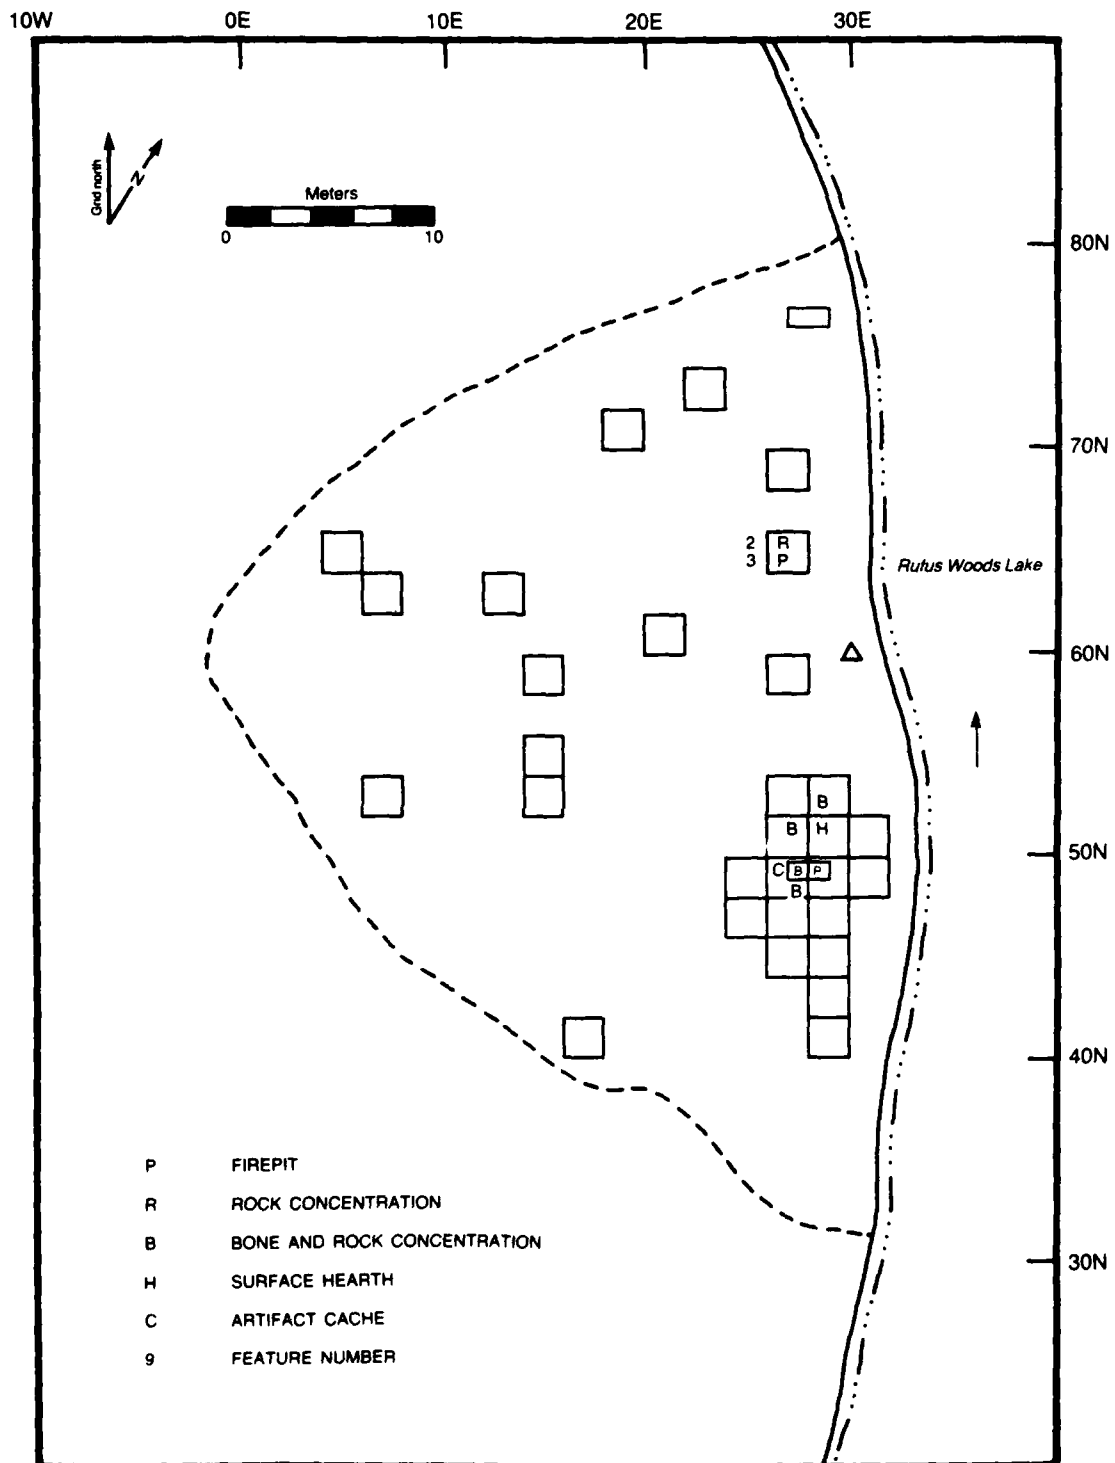 10W 0E 10E 20E 30E
Grid north
N
Meters
0 10
80N
70N
2 R
3 P
Rufus Woods Lake
60N
B
B H
50N
C B P
B
40N
P FIREPIT
R ROCK CONCENTRATION
B BONE AND ROCK CONCENTRATION
30N
H SURFACE HEARTH
C ARTIFACT CACHE
9 FEATURE NUMBER